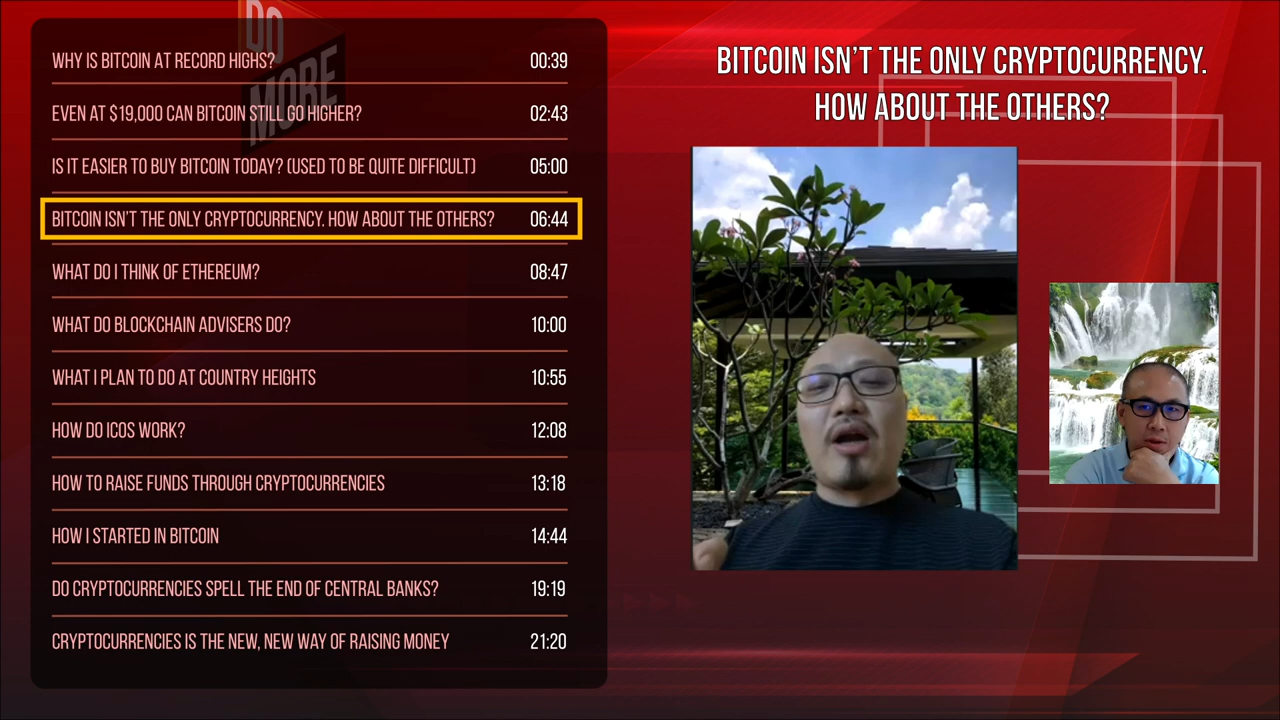 DO
MORE
WHY IS BITCOIN AT RECORD HIGHS? 00:39
EVEN AT $19,000 CAN BITCOIN STILL GO HIGHER? 02:43
IS IT EASIER TO BUY BITCOIN TODAY? (USED TO BE QUITE DIFFICULT) 05:00
BITCOIN ISN'T THE ONLY CRYPTOCURRENCY. HOW ABOUT THE OTHERS? 06:44
WHAT DO I THINK OF ETHEREUM? 08:47
WHAT DO BLOCKCHAIN ADVISERS DO? 10:00
WHAT I PLAN TO DO AT COUNTRY HEIGHTS 10:55
HOW DO ICOS WORK? 12:08
HOW TO RAISE FUNDS THROUGH CRYPTOCURRENCIES 13:18
HOW I STARTED IN BITCOIN 14:44
DO CRYPTOCURRENCIES SPELL THE END OF CENTRAL BANKS? 19:19
CRYPTOCURRENCIES IS THE NEW, NEW WAY OF RAISING MONEY 21:20
BITCOIN ISN'T THE ONLY CRYPTOCURRENCY.
HOW ABOUT THE OTHERS?